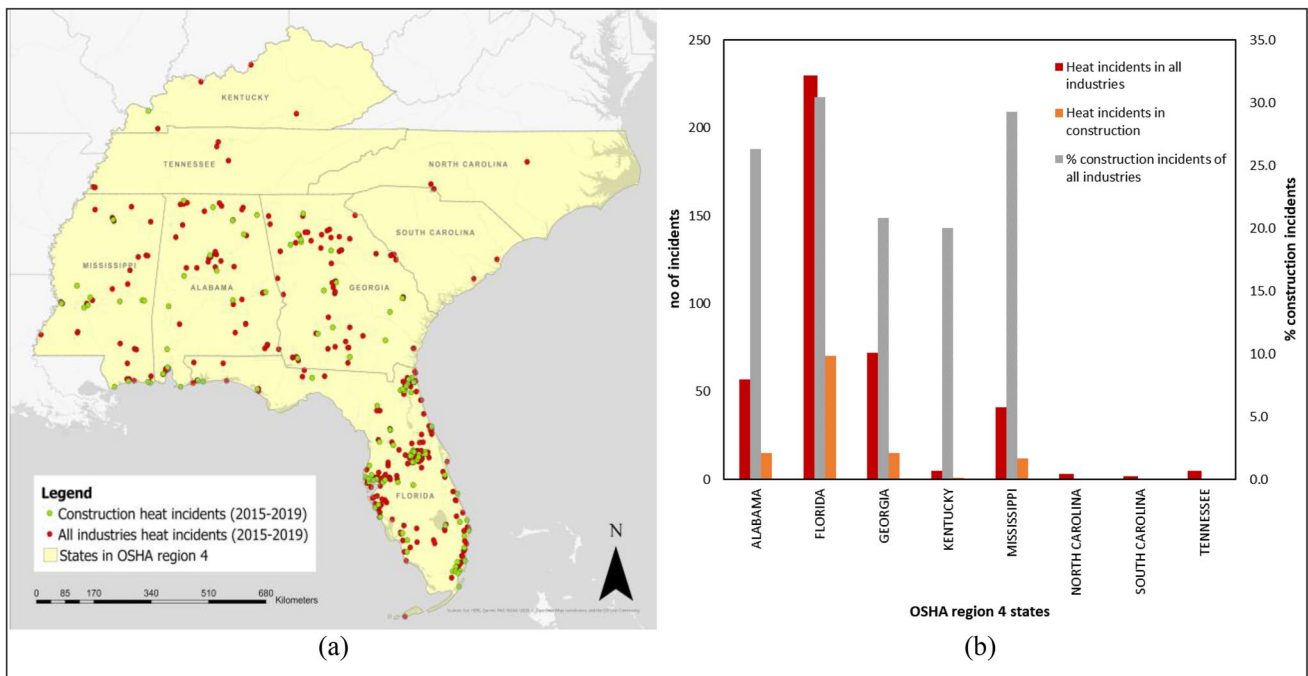 KENTUCKY
TENNESSEE
NORTH CAROLINA
SOUTH CAROLINA
MISSISSIPPI
ALABAMA
GEORGIA
FLORIDA
Legend
Construction heat incidents (2015-2019)
All industries heat incidents (2015-2019)
States in OSHA region 4
N
0 85 170 340 510 680
Kilometers
(a)
250
200
150
100
50
0
no of incidents
Heat incidents in all
industries
Heat incidents in
construction
% construction incidents of
all industries
35.0
30.0
25.0
20.0
15.0
10.0
5.0
0.0
% construction incidents
ALABAMA
FLORIDA
GEORGIA
KENTUCKY
MISSISSIPPI
NORTH CAROLINA
SOUTH CAROLINA
TENNESSEE
OSHA region 4 states
(b)